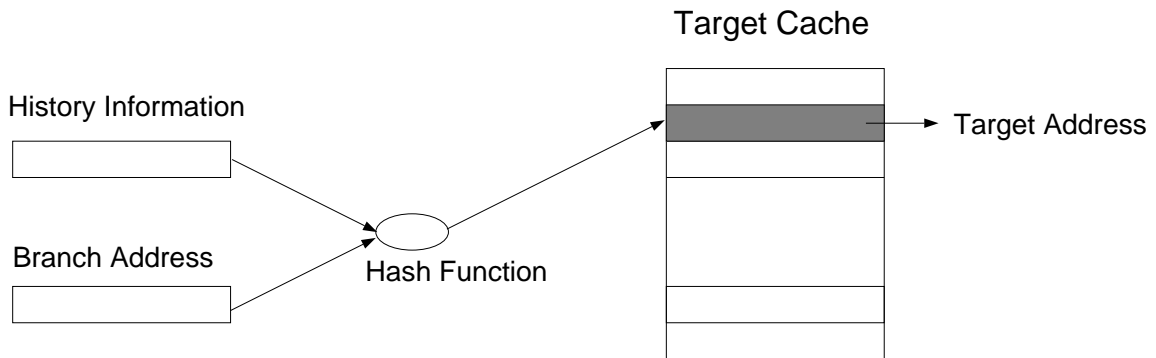 Target Cache
History Information
Target Address
Branch Address
Hash Function